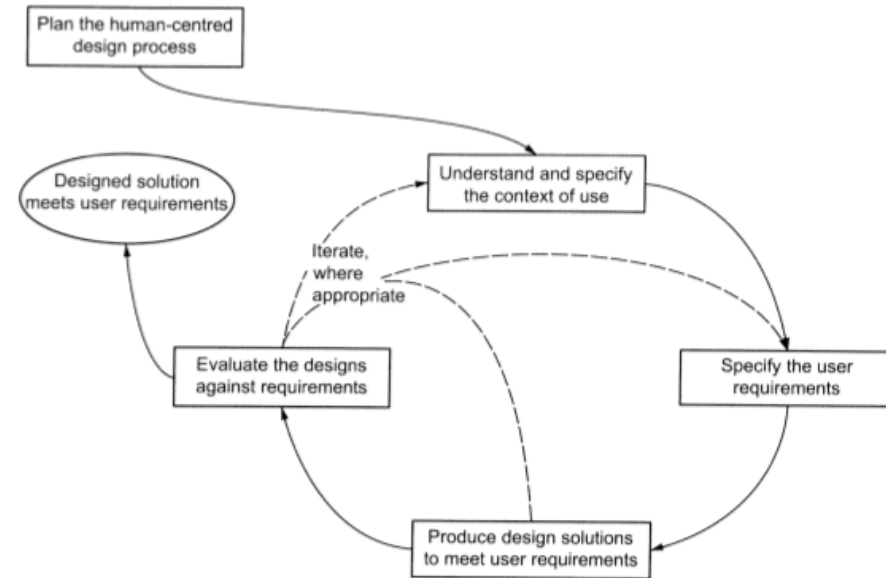 Plan the human-centred
design process
Understand and specify
the context of use
Designed solution
meets user requirements
Iterate,
where
appropriate
Evaluate the designs
against requirements
Specify the user
requirements
Produce design solutions
to meet user requirements